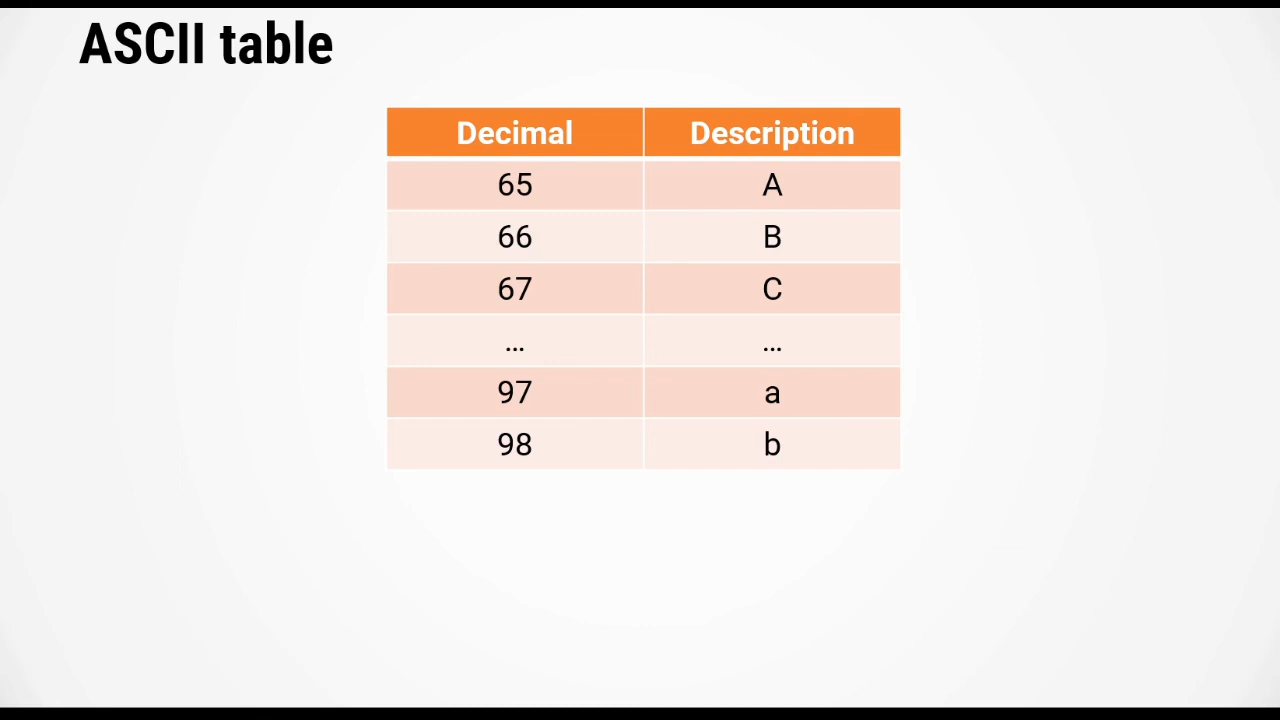 ASCII table
Decimal Description
65 A
66 B
67 C
... ...
97 a
98 b